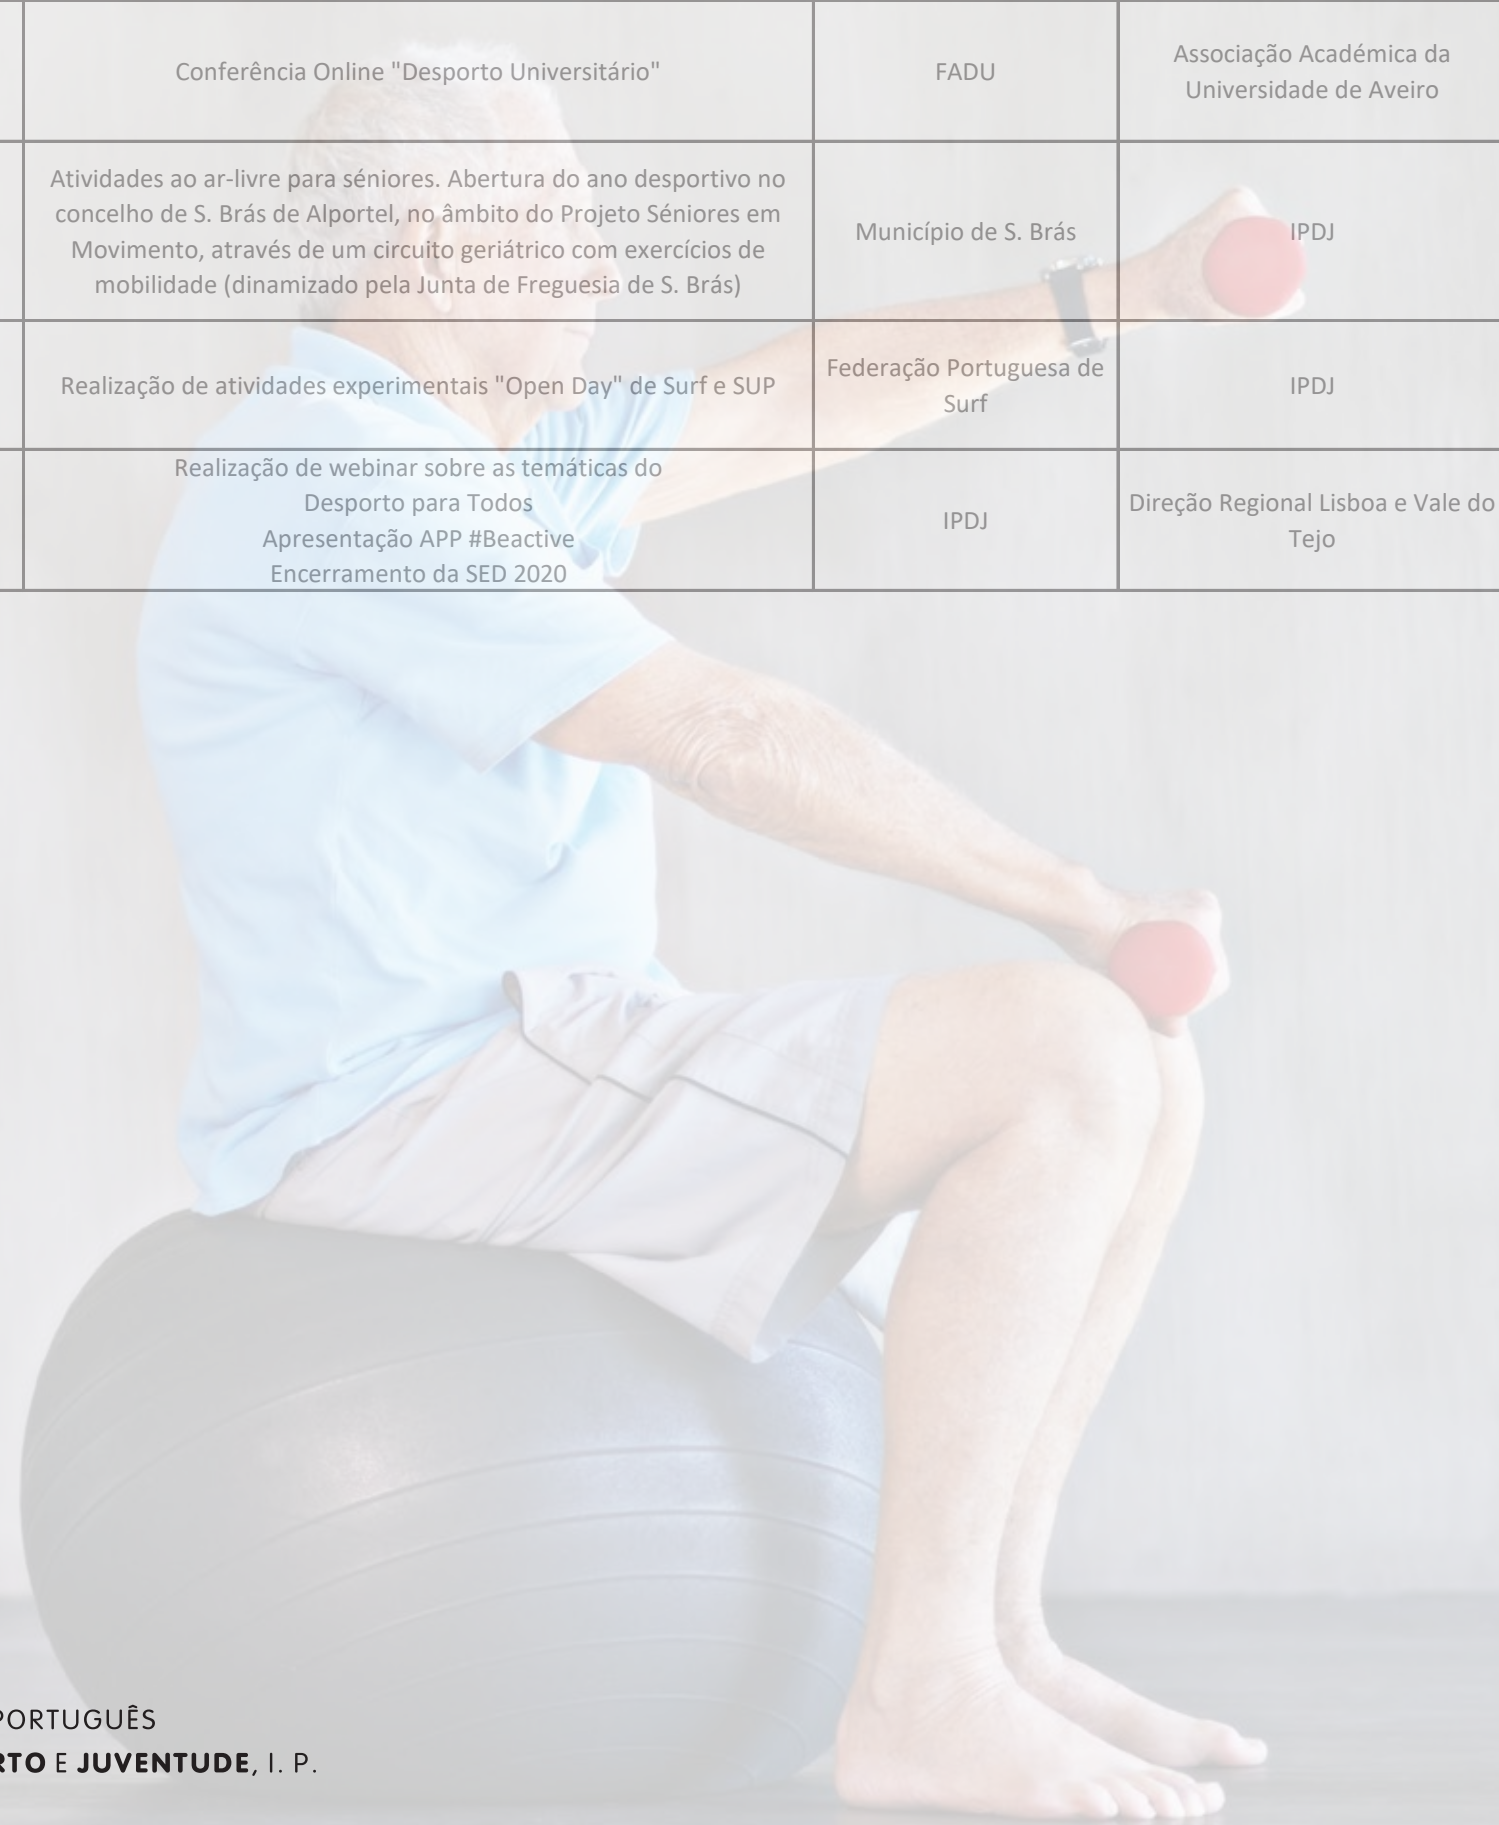 Conferência Online "Desporto Universitário"
FADU
Associação Académica da
Universidade de Aveiro
Atividades ao ar-livre para séniores. Abertura do ano desportivo no
concelho de S. Brás de Alportel, no âmbito do Projeto Séniores em
Movimento, através de um circuito geriátrico com exercícios de
mobilidade (dinamizado pela Junta de Freguesia de S. Brás)
Município de S. Brás
IPDJ
Realização de atividades experimentais "Open Day" de Surf e SUP
Federação Portuguesa de
Surf
IPDJ
Realização de webinar sobre as temáticas do
Desporto para Todos
Apresentação APP #Beactive
Encerramento da SED 2020
IPDJ
Direção Regional Lisboa e Vale do
Tejo
PORTUGUÊS
RTO E JUVENTUDE, I. P.